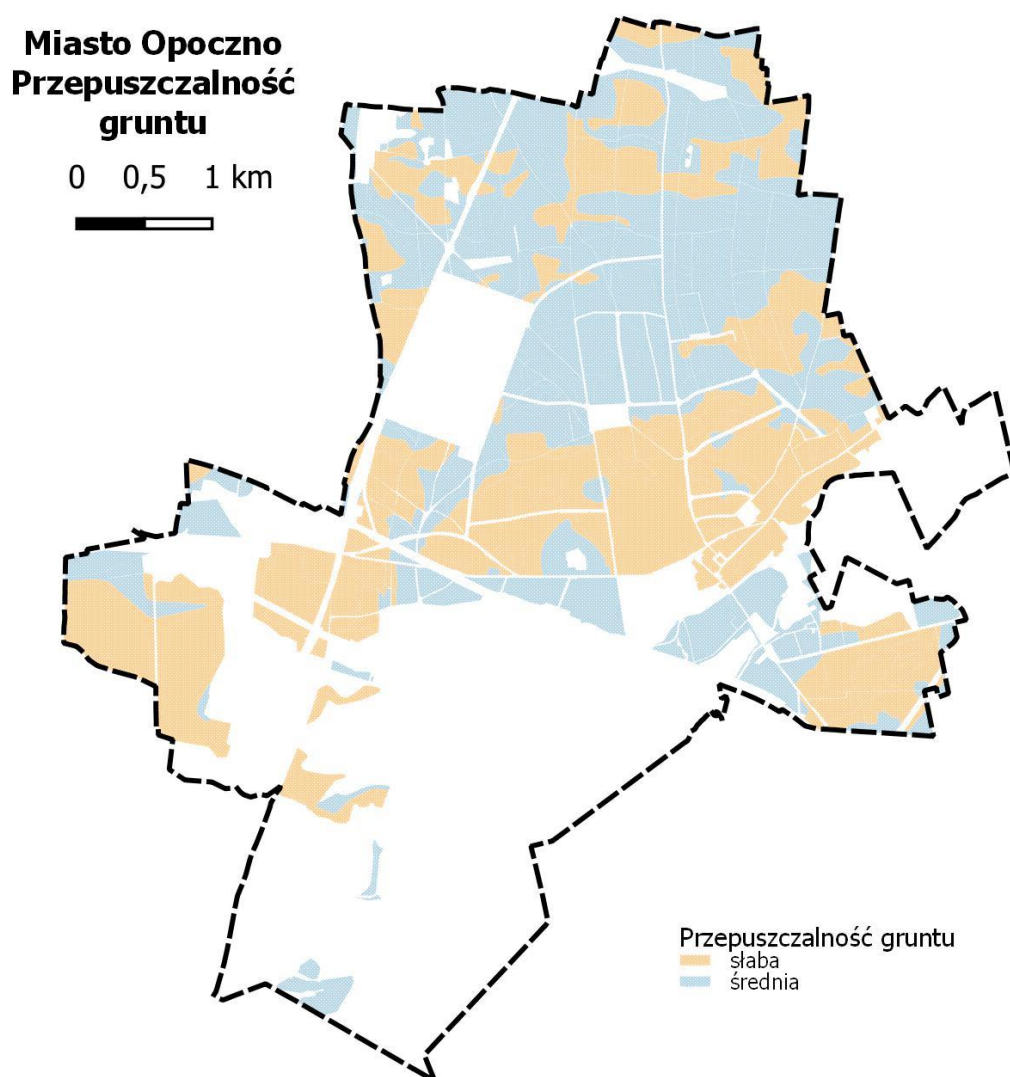 Miasto Opoczno
Przepuszczalność
gruntu
0 0,5 1 km
Przepuszczalność gruntu
słaba
średnia